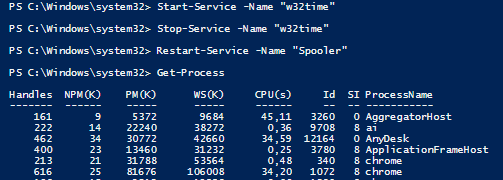 PS C:\Windows\system32> Start-Service -Name "w32time"
PS C:\Windows\system32> Stop-Service -Name "w32time"
PS C:\Windows\system32> Restart-Service -Name "Spooler"
PS C:\Windows\system32> Get-Process
Handles  NPM(K)    PM(K)      WS(K)     CPU(s)     Id  SI ProcessName
-------  ------    -----      -----     ------     --  -- -----------
    161       9     5372       9684      45,11   3260   0 AggregatorHost
    222      14    22240      38272       0,36   9708   8 ai
    462      34    30772      42660      34,59  12164   0 AnyDesk
    400      23    13460      31232       0,25   3780   8 ApplicationFrameHost
    213      21    31788      53564       0,48    340   8 chrome
    616      25    81676     106008      34,20   1072   8 chrome